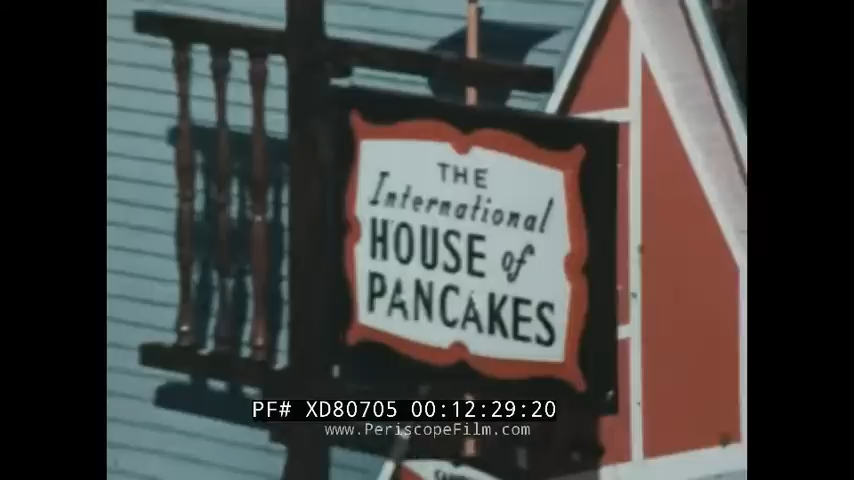 THE
International
HOUSE of
PANCAKES
PF# XD80705 00:12:29:20
www.PeriscopeFilm.com